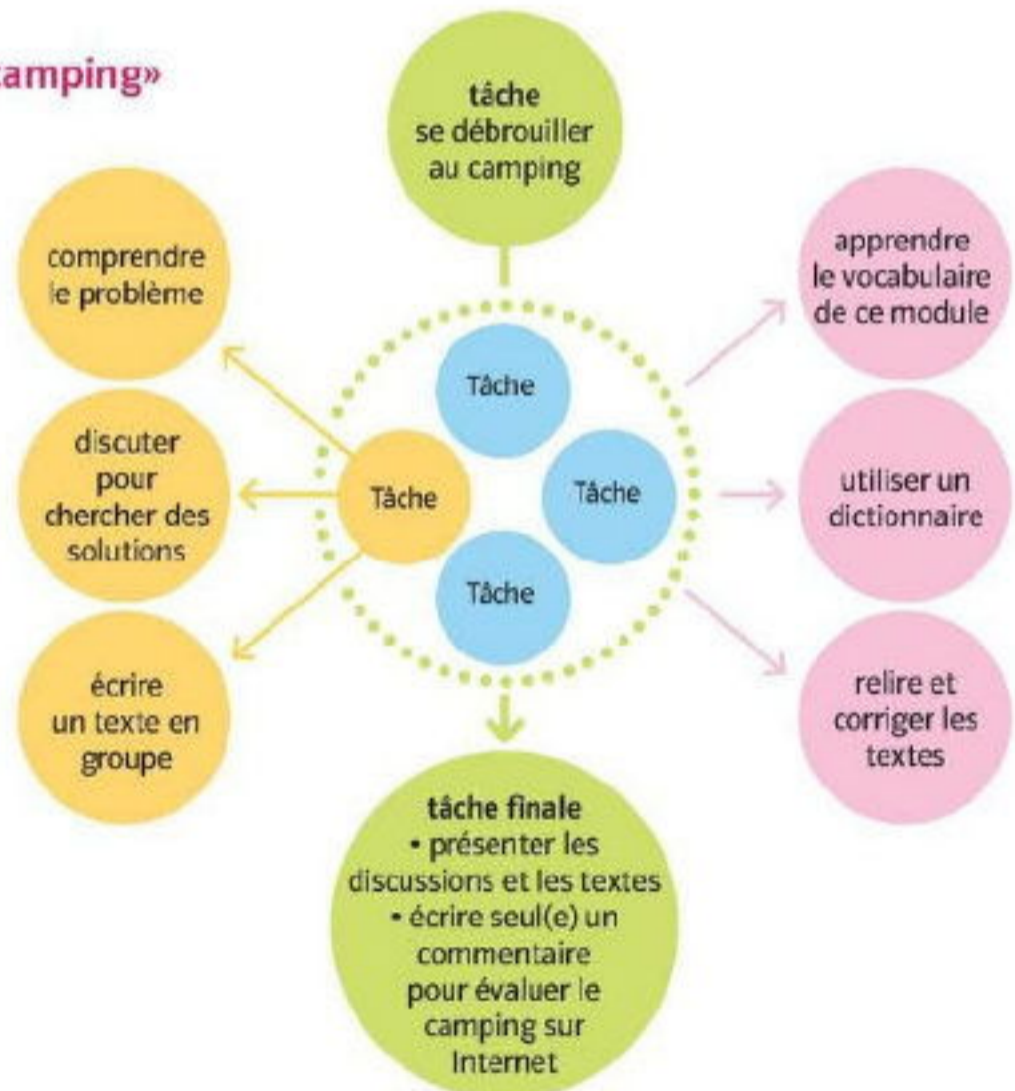 camping»
tâche
se débrouiller
au camping
comprendre
le problème
discuter
pour
chercher des
solutions
écrire
un texte en
groupe
Tâche
Tâche
Tâche
Tâche
apprendre
le vocabulaire
de ce module
utiliser un
dictionnaire
relire et
corriger les
textes
tâche finale
• présenter les
discussions et les textes
• écrire seul(e) un
commentaire
pour évaluer le
camping sur
Internet